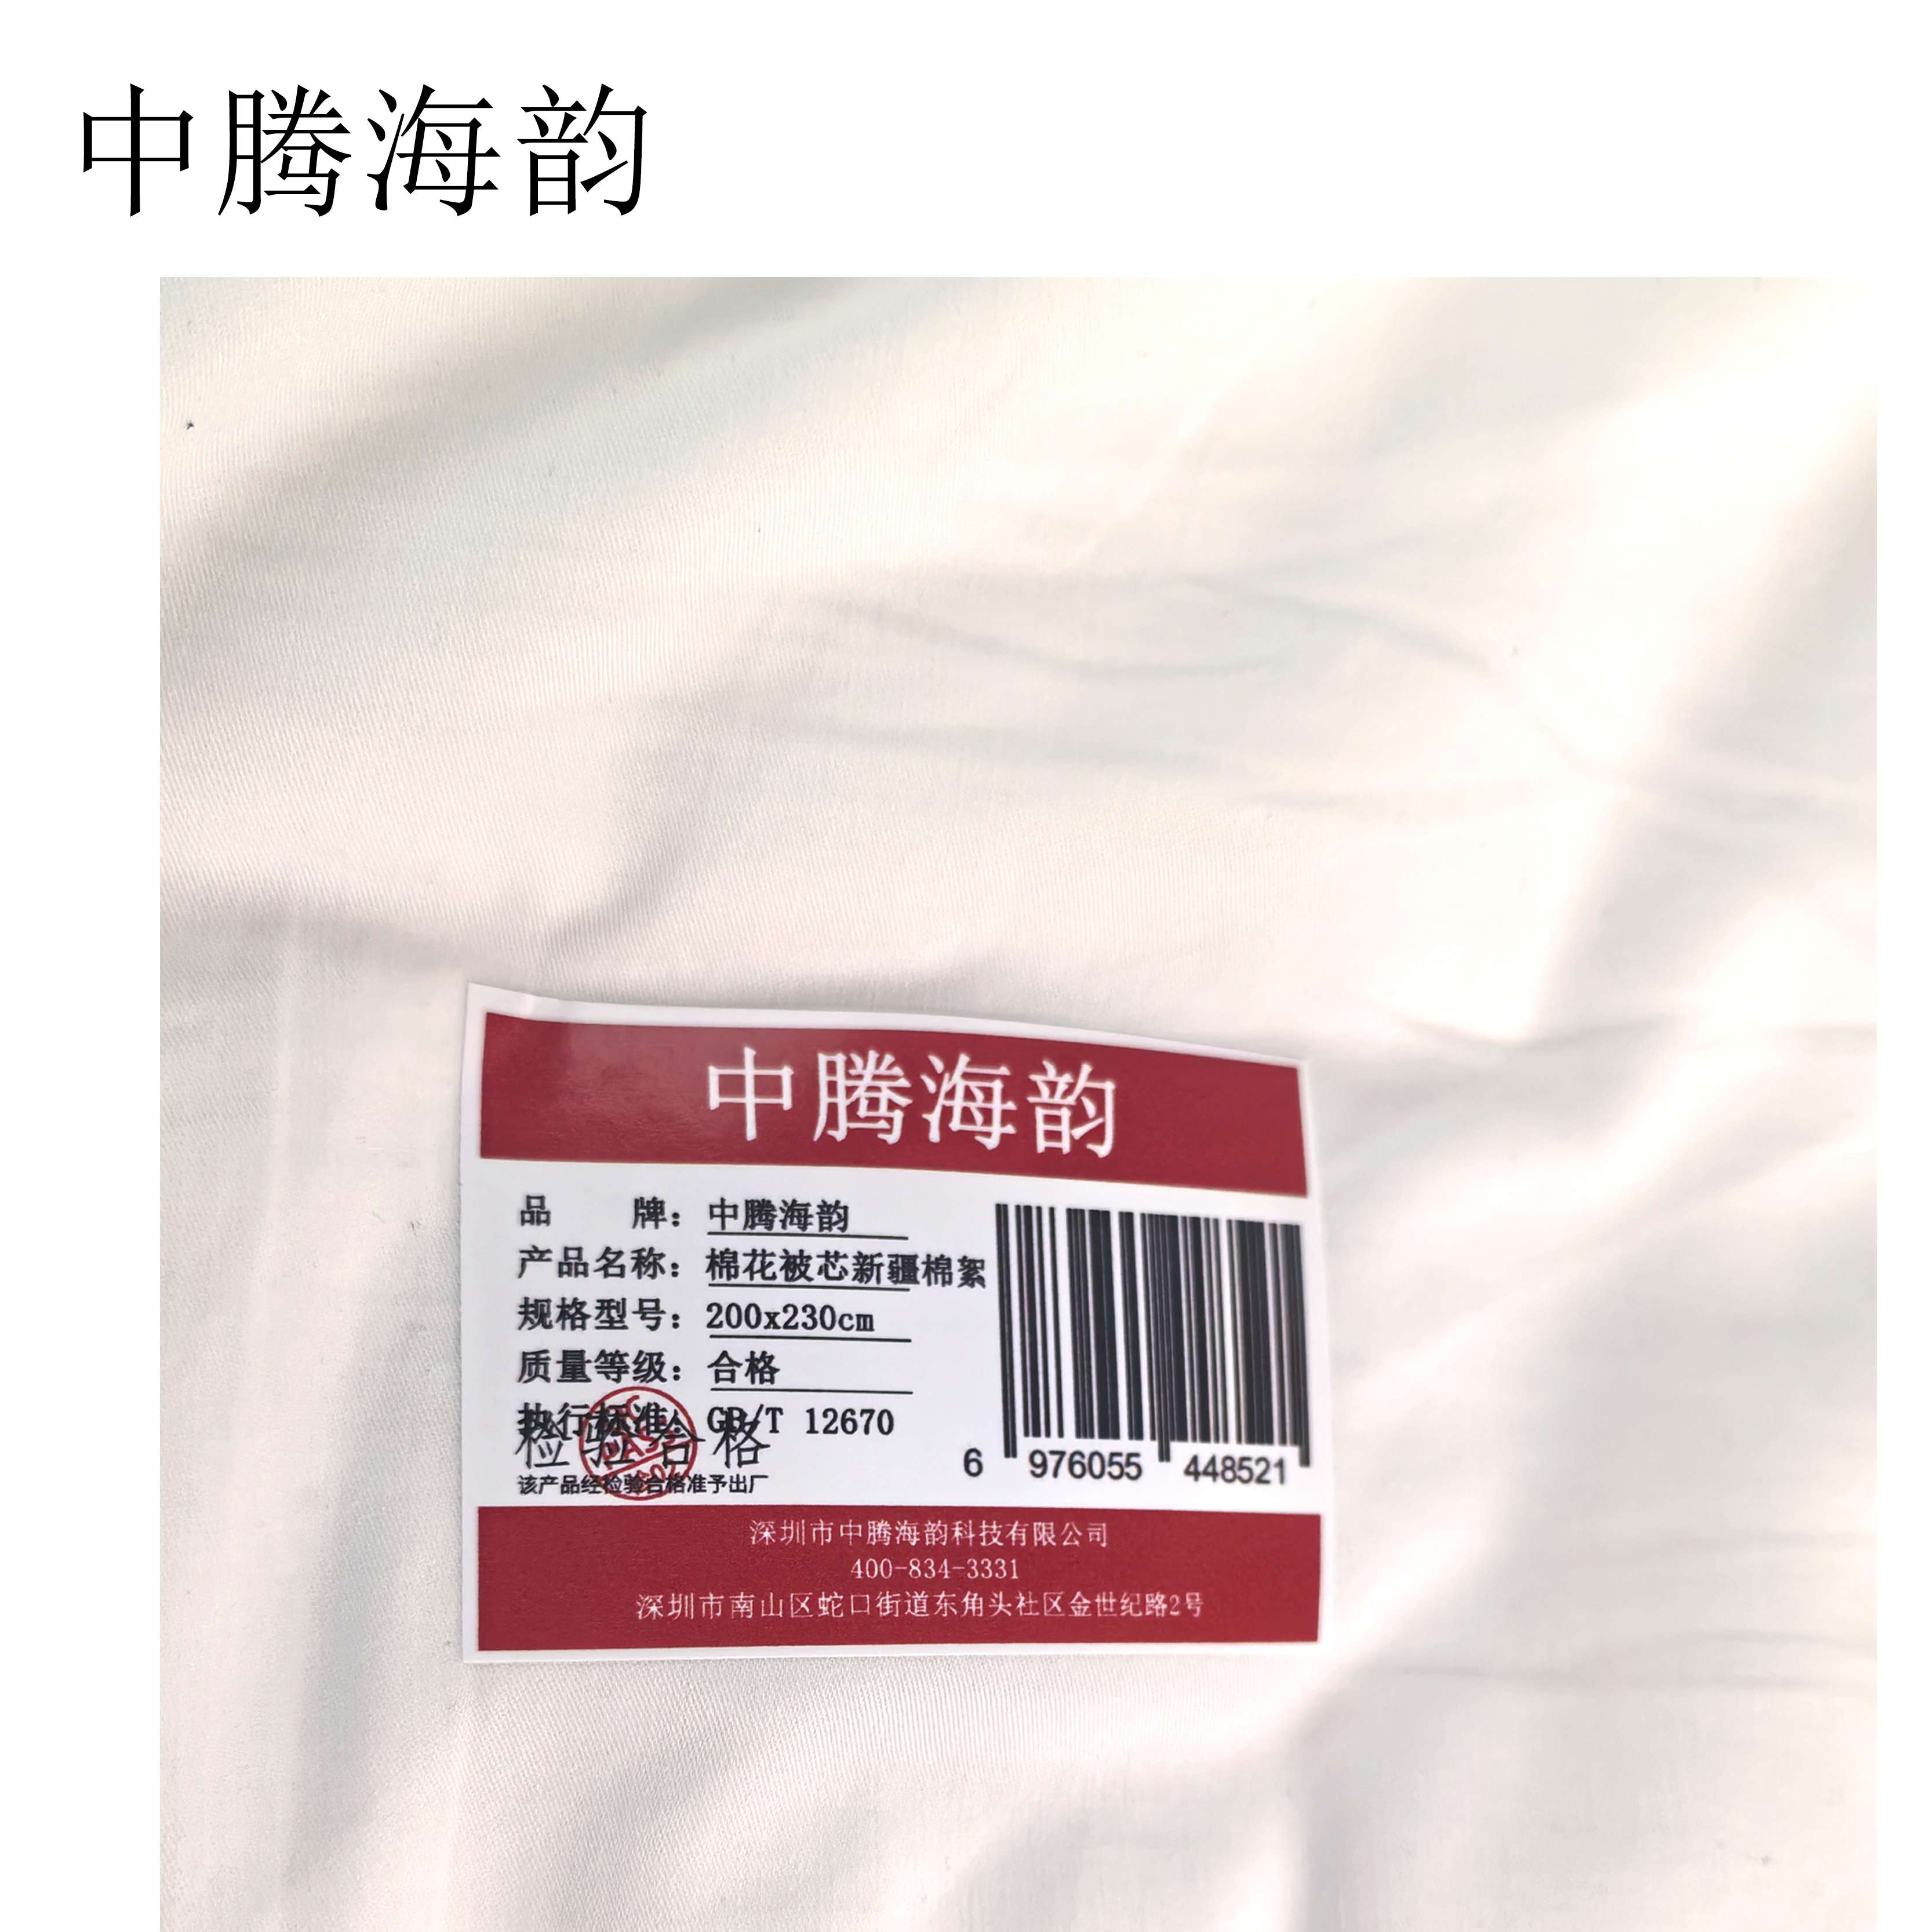 中腾海韵
中腾海韵
品 牌：中腾海韵
产品名称：棉花被芯新疆棉絮
规格型号：200x230cm
质量等级：合格
执行标准：GB/T 12670
检验合格
该产品经检验合格准予出厂
6 976055 448521
深圳市中腾海韵科技有限公司
400-834-3331
深圳市南山区蛇口街道东角头社区金世纪路2号